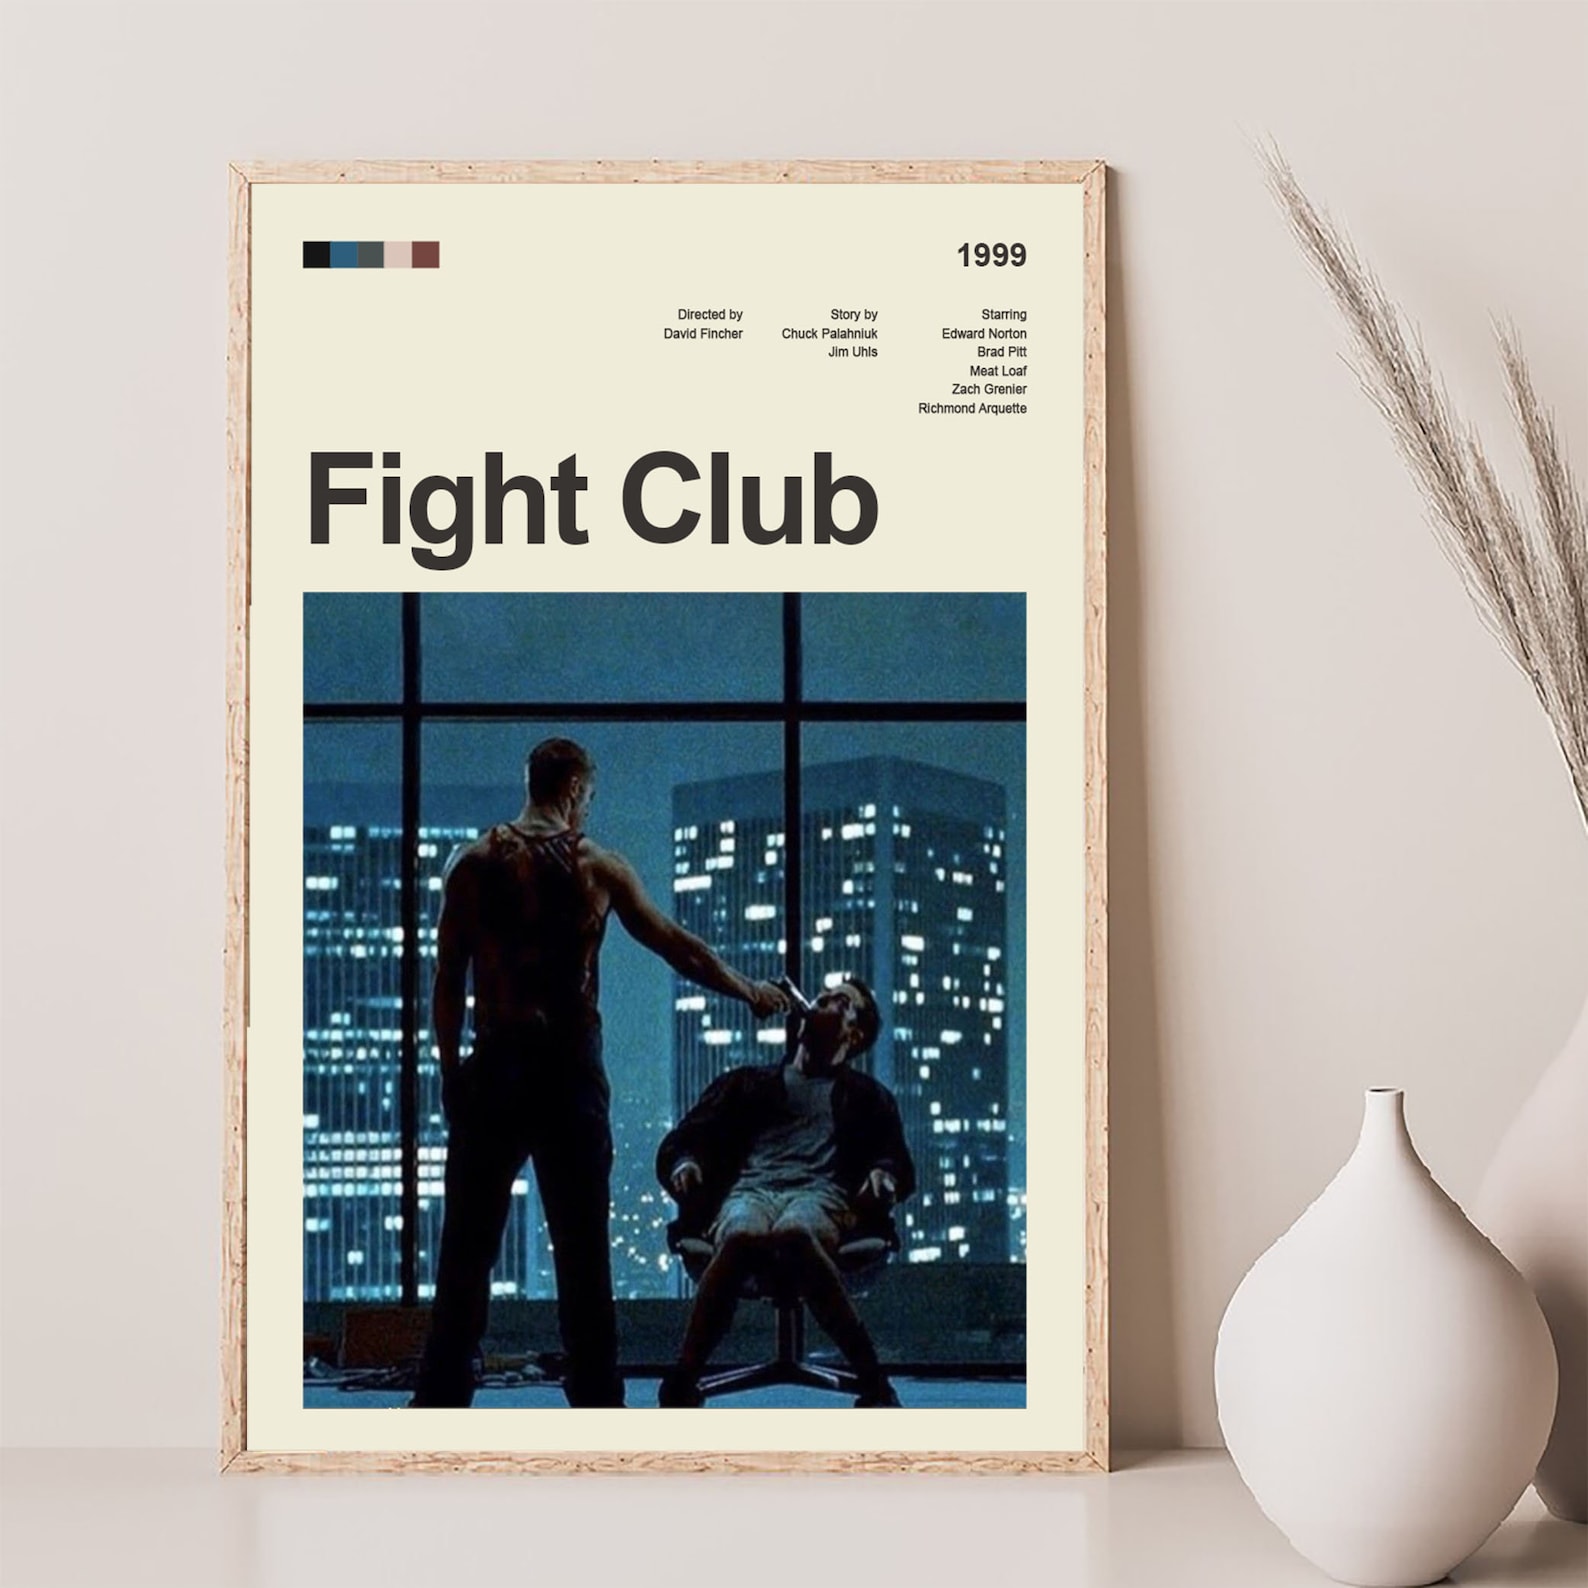 1999
Directed by
David Fincher
Story by
Chuck Palahniuk
Jim Uhls
Starring
Edward Norton
Brad Pitt
Meat Loaf
Zach Grenier
Richmond Arquette
Fight Club